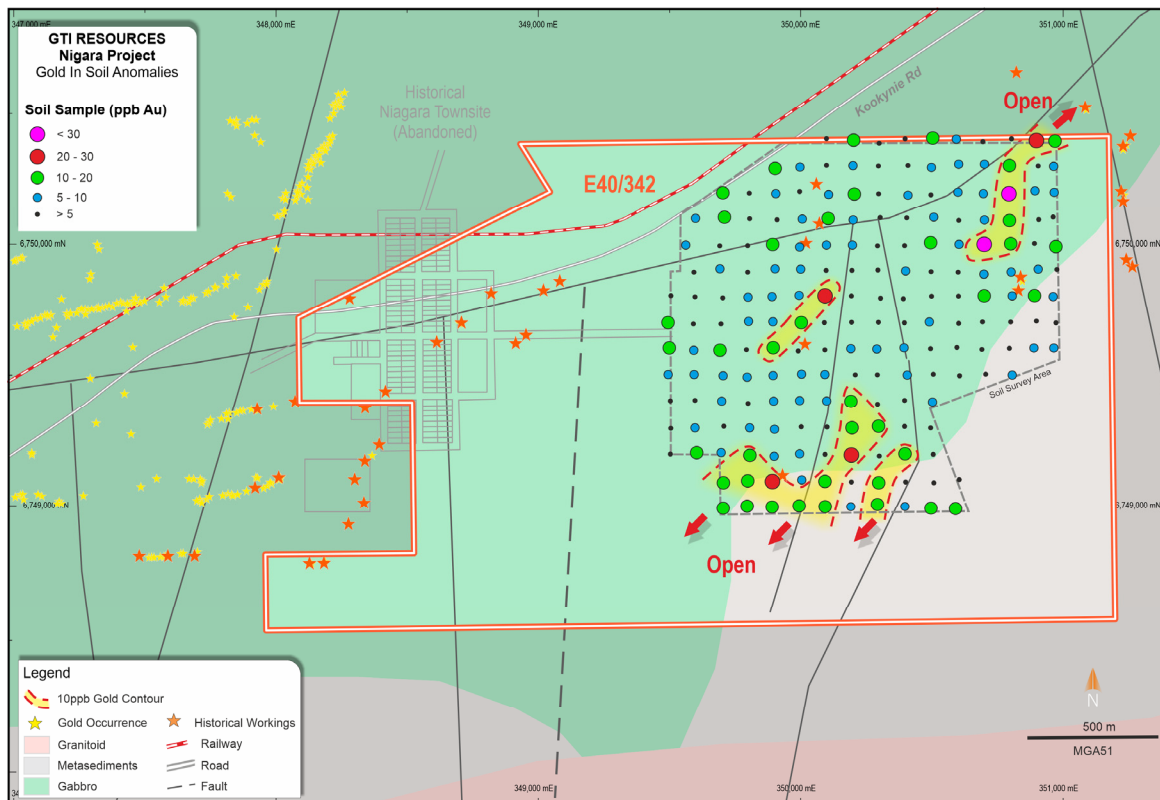 347,000 mE
348,000 mE
349,000 mE
350,000 mE
351,000 mE
GTI RESOURCES
Nigara Project
Gold In Soil Anomalies
Soil Sample (ppb Au)
< 30
20 - 30
10 - 20
5 - 10
> 5
Historical
Niagara Townsite
(Abandoned)
Kookynie Rd
Open
E40/342
6,750,000 mN
6,750,000 mN
Soil Survey Area
6,749,000 mN
6,749,000 mN
Open
Legend
10ppb Gold Contour
Gold Occurrence
Historical Workings
Granitoid
Railway
Metasediments
Road
Gabbro
Fault
N
500 m
MGA51
349,000 mE
350,000 mE
351,000 mE